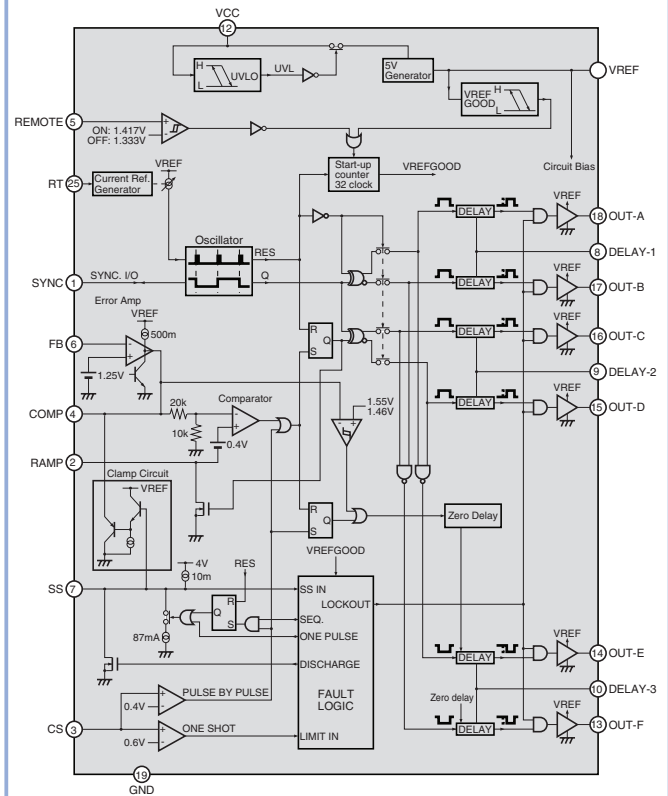 VCC
12
H
L
UVLO
UVL
5V
Generator
VREF
VREF
GOOD
H
L
REMOTE
5
+
-
ON: 1.417V
OFF: 1.333V
Start-up
counter
32 clock
VREFGOOD
Circuit Bias
RT
25
Current Ref.
Generator
VREF
VREF
DELAY
18
OUT-A
Oscillator
RES
8
DELAY-1
SYNC
1
SYNC. I/O
Q
VREF
DELAY
17
OUT-B
Error Amp
VREF
500m
VREF
FB
6
-
+
R
S
Q
DELAY
16
OUT-C
1.25V
9
DELAY-2
VREF
COMP
4
20k
Comparator
-
+
1.55V
1.46V
-
+
DELAY
15
OUT-D
10k
0.4V
RAMP
2
Clamp Circuit
VREF
R
Q
S
Zero Delay
VREFGOOD
4V
10m
RES
SS
7
SS IN
LOCKOUT
R
Q
S
SEQ.
ONE PULSE
87mA
VREF
DELAY
14
OUT-E
DISCHARGE
FAULT
LOGIC
10
DELAY-3
PULSE BY PULSE
+
-
0.4V
Zero delay
VREF
CS
3
ONE SHOT
+
-
0.6V
LIMIT IN
DELAY
13
OUT-F
19
GND